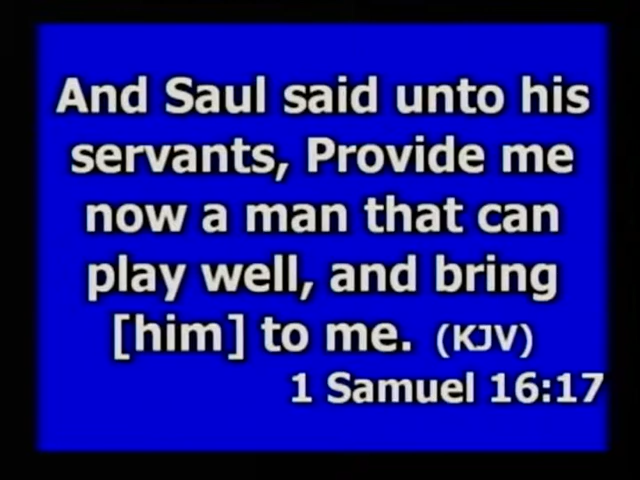 And Saul said unto his
servants, Provide me
now a man that can
play well, and bring
[him] to me. (KJV)
1 Samuel 16:17